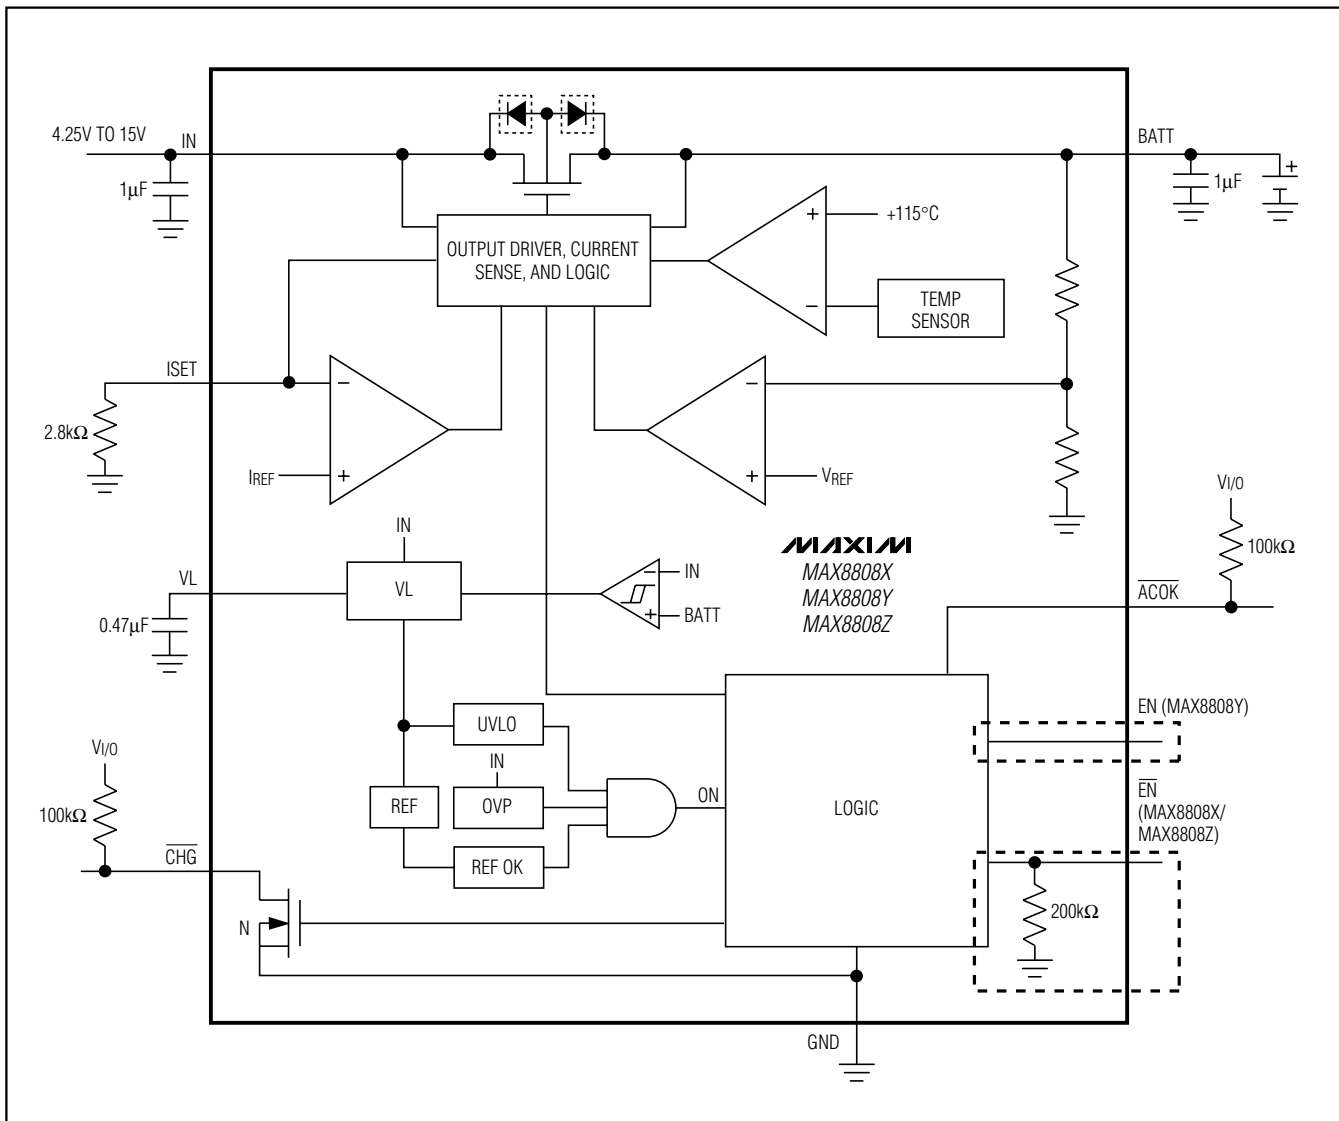 4.25V TO 15V
IN
BATT
1µF
1µF
+
+115°C
+
−
OUTPUT DRIVER, CURRENT
SENSE, AND LOGIC
TEMP
SENSOR
ISET
−
−
2.8kΩ
IREF
+
+
VREF
VI/O
100kΩ
IN
MAXIM
MAX8808X
MAX8808Y
MAX8808Z
VL
VL
− IN
+ BATT
ACOK
0.47µF
EN (MAX8808Y)
UVLO
VI/O
IN
100kΩ
REF
OVP
ON
LOGIC
EN
(MAX8808X/
MAX8808Z)
CHG
REF OK
N
200kΩ
GND